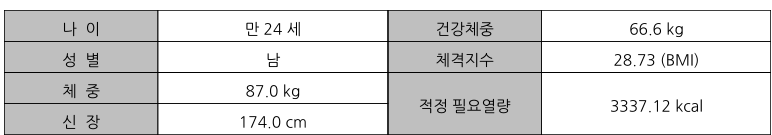 나 이 만 24 세 건강체중 66.6 kg
성 별 남 체격지수 28.73 (BMI)
체 중 87.0 kg 적정 필요열량 3337.12 kcal
신 장 174.0 cm